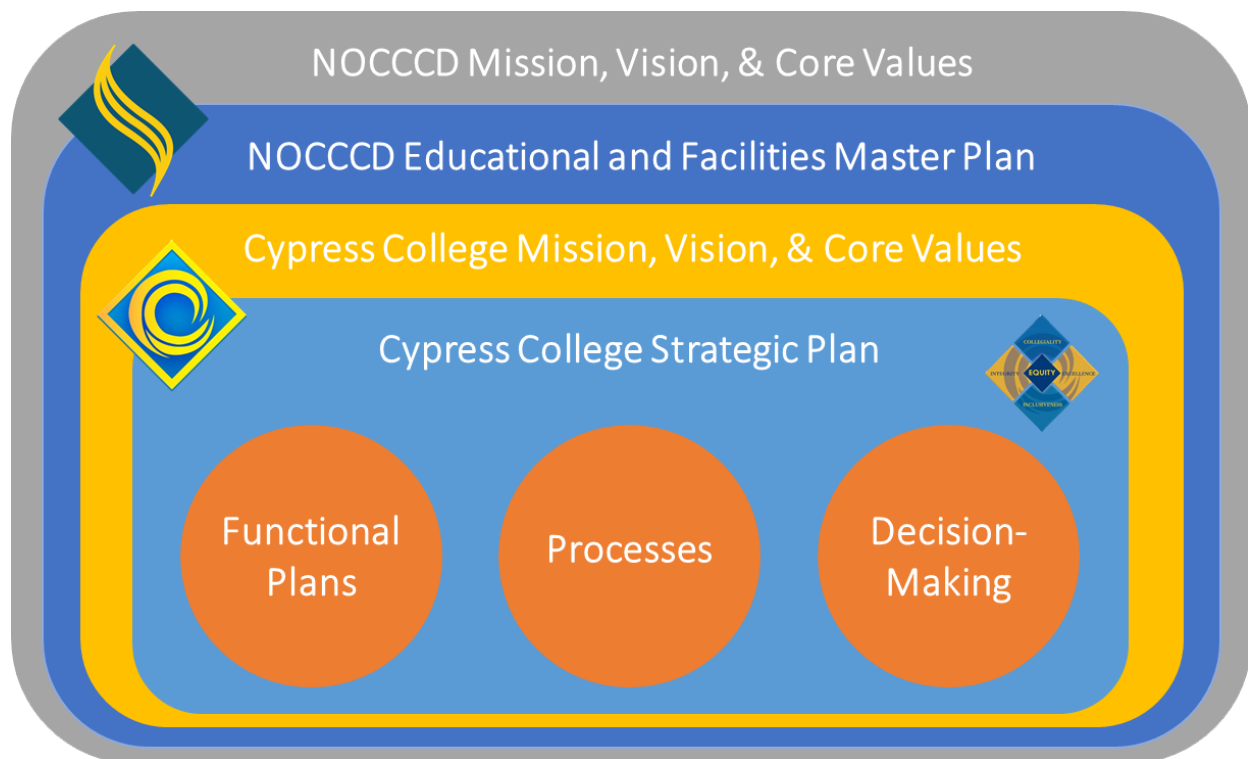 NOCCCD Mission, Vision, & Core Values
NOCCCD Educational and Facilities Master Plan
Cypress College Mission, Vision, & Core Values
Cypress College Strategic Plan
COLLEGIALITY
INTEGRITY EQUITY EXCELLENCE
INCLUSIVENESS
Functional
Plans
Processes
Decision-
Making